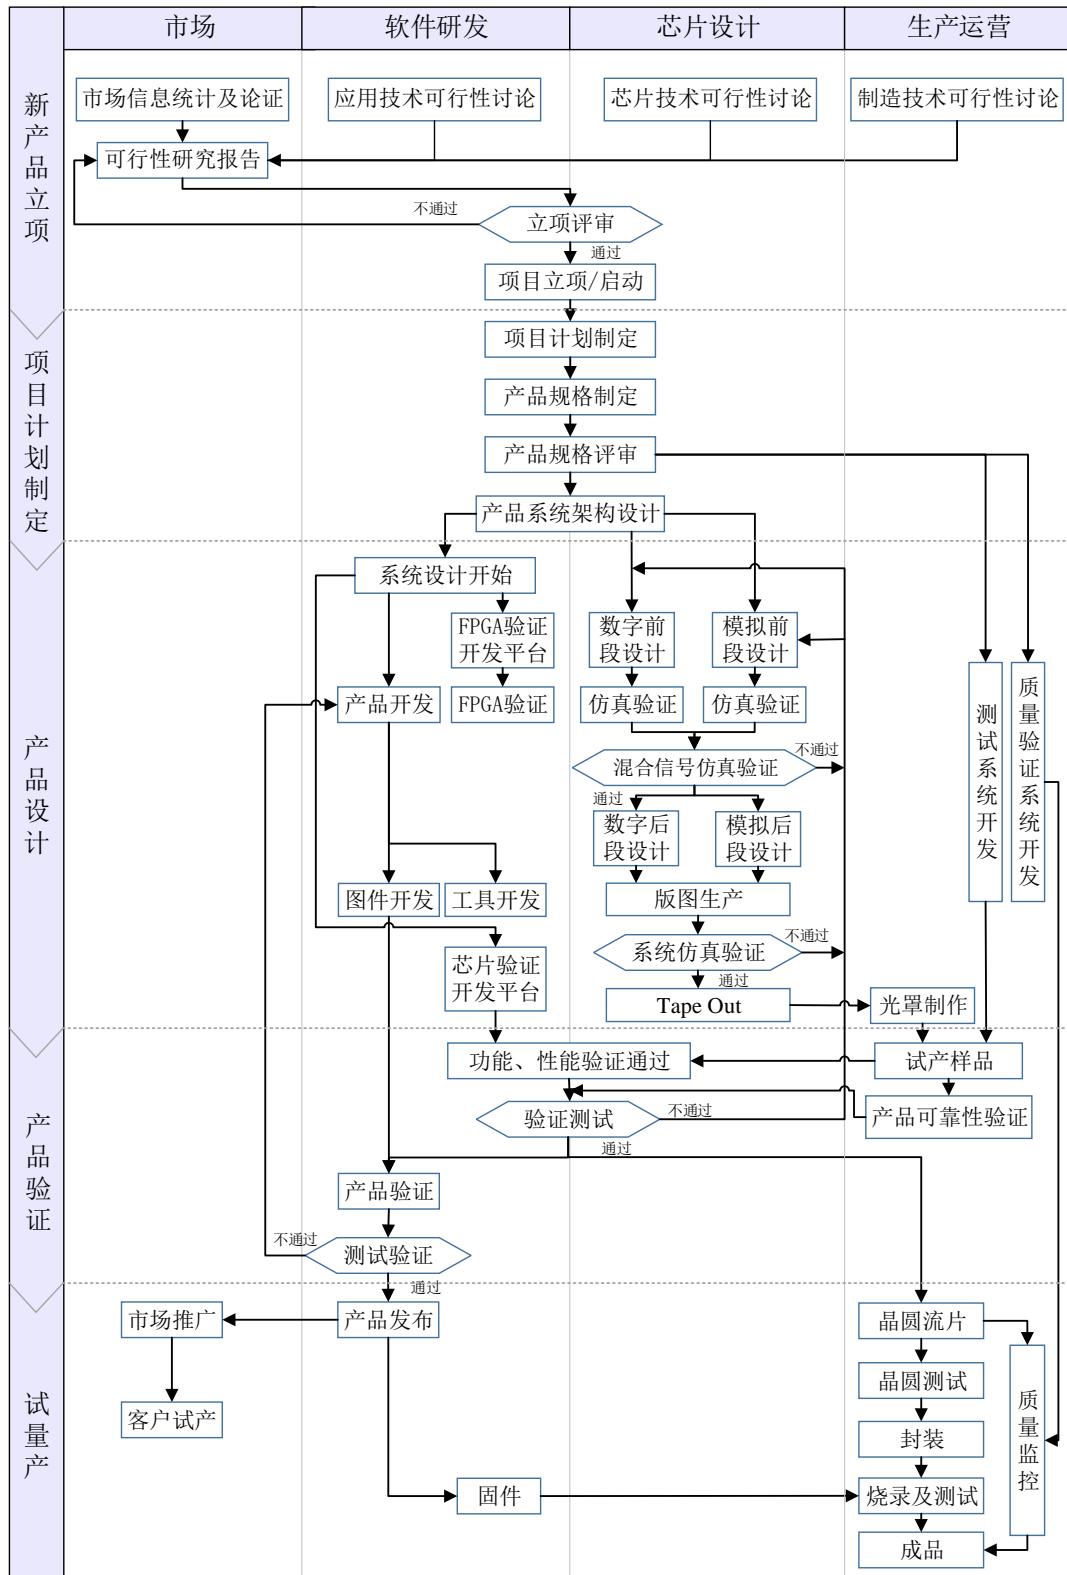 市场
软件研发
芯片设计
生产运营
新产品立项
市场信息统计及论证
应用技术可行性讨论
芯片技术可行性讨论
制造技术可行性讨论
可行性研究报告
不通过
立项评审
通过
项目立项/启动
项目计划制定
项目计划制定
产品规格制定
产品规格评审
产品系统架构设计
产品设计
系统设计开始
FPGA验证
开发平台
数字前
段设计
模拟前
段设计
产品开发
FPGA验证
仿真验证
仿真验证
测试系统开发
质量验证系统开发
不通过
混合信号仿真验证
通过
数字后
段设计
模拟后
段设计
图件开发
工具开发
版图生产
不通过
系统仿真验证
芯片验证
开发平台
通过
Tape Out
光罩制作
产品验证
功能、性能验证通过
试产样品
验证测试
不通过
产品可靠性验证
通过
产品验证
不通过
测试验证
通过
试量产
市场推广
产品发布
晶圆流片
晶圆测试
客户试产
质量监控
封装
固件
烧录及测试
成品